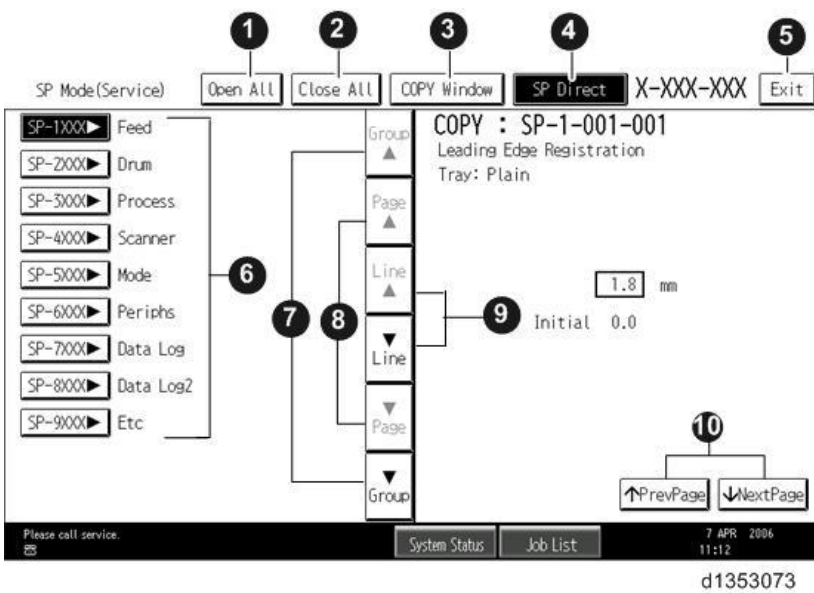 1 2 3 4 5
SP Mode(Service) Open All Close All COPY Window SP Direct X-XXX-XXX Exit
SP-1XXX▶ Feed
SP-2XXX▶ Drum
SP-3XXX▶ Process
SP-4XXX▶ Scanner
SP-5XXX▶ Mode
SP-6XXX▶ Periphs
SP-7XXX▶ Data Log
SP-8XXX▶ Data Log2
SP-9XXX▶ Etc
6
7
8
Group ▲
Page ▲
Line ▲
▼ Line
▼ Page
▼ Group
9
COPY : SP-1-001-001
Leading Edge Registration
Tray: Plain
1.8 mm
Initial 0.0
10
↑PrevPage ↓NextPage
Please call service.
System Status Job List
7 APR 2006
11:12
d1353073